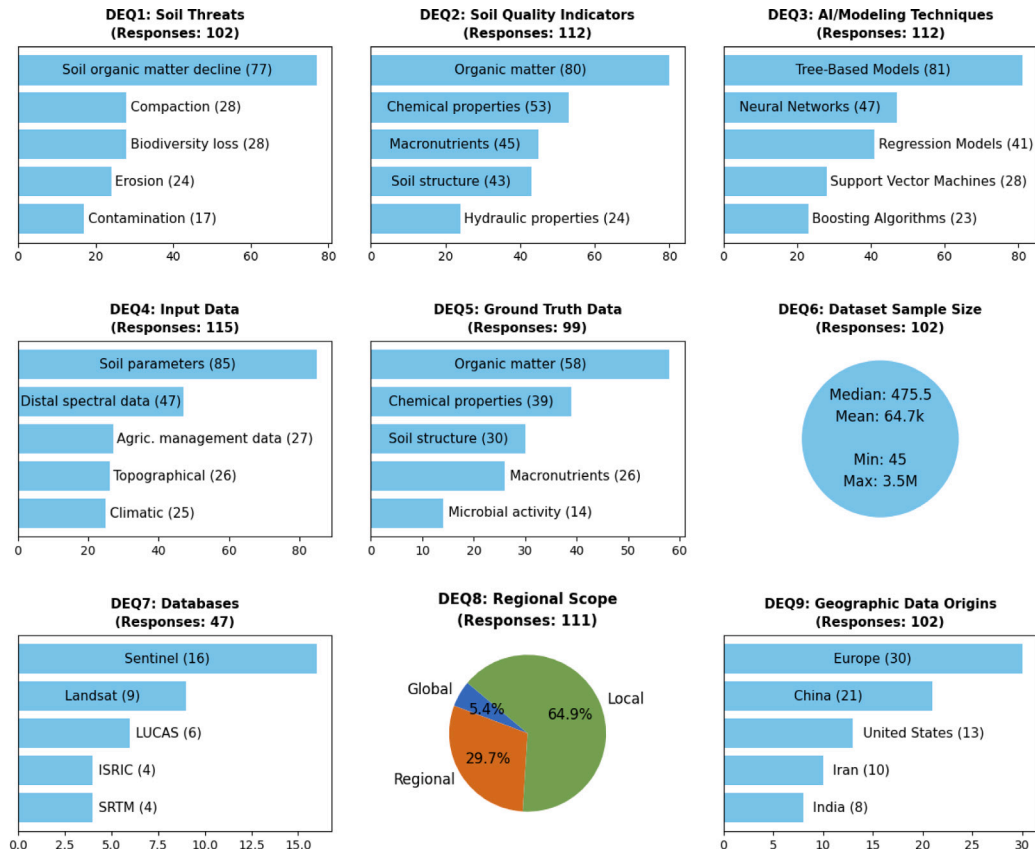 DEQ1: Soil Threats
(Responses: 102)
Soil organic matter decline (77)
Compaction (28)
Biodiversity loss (28)
Erosion (24)
Contamination (17)
0 20 40 60 80
DEQ2: Soil Quality Indicators
(Responses: 112)
Organic matter (80)
Chemical properties (53)
Macronutrients (45)
Soil structure (43)
Hydraulic properties (24)
0 20 40 60 80
DEQ3: AI/Modeling Techniques
(Responses: 112)
Tree-Based Models (81)
Neural Networks (47)
Regression Models (41)
Support Vector Machines (28)
Boosting Algorithms (23)
0 20 40 60 80
DEQ4: Input Data
(Responses: 115)
Soil parameters (85)
Distal spectral data (47)
Agric. management data (27)
Topographical (26)
Climatic (25)
0 20 40 60 80
DEQ5: Ground Truth Data
(Responses: 99)
Organic matter (58)
Chemical properties (39)
Soil structure (30)
Macronutrients (26)
Microbial activity (14)
0 10 20 30 40 50 60
DEQ6: Dataset Sample Size
(Responses: 102)
Median: 475.5
Mean: 64.7k
Min: 45
Max: 3.5M
DEQ7: Databases
(Responses: 47)
Sentinel (16)
Landsat (9)
LUCAS (6)
ISRIC (4)
SRTM (4)
0.0 2.5 5.0 7.5 10.0 12.5 15.0
DEQ8: Regional Scope
(Responses: 111)
Global
5.4%
Local
64.9%
Regional
29.7%
DEQ9: Geographic Data Origins
(Responses: 102)
Europe (30)
China (21)
United States (13)
Iran (10)
India (8)
0 5 10 15 20 25 30